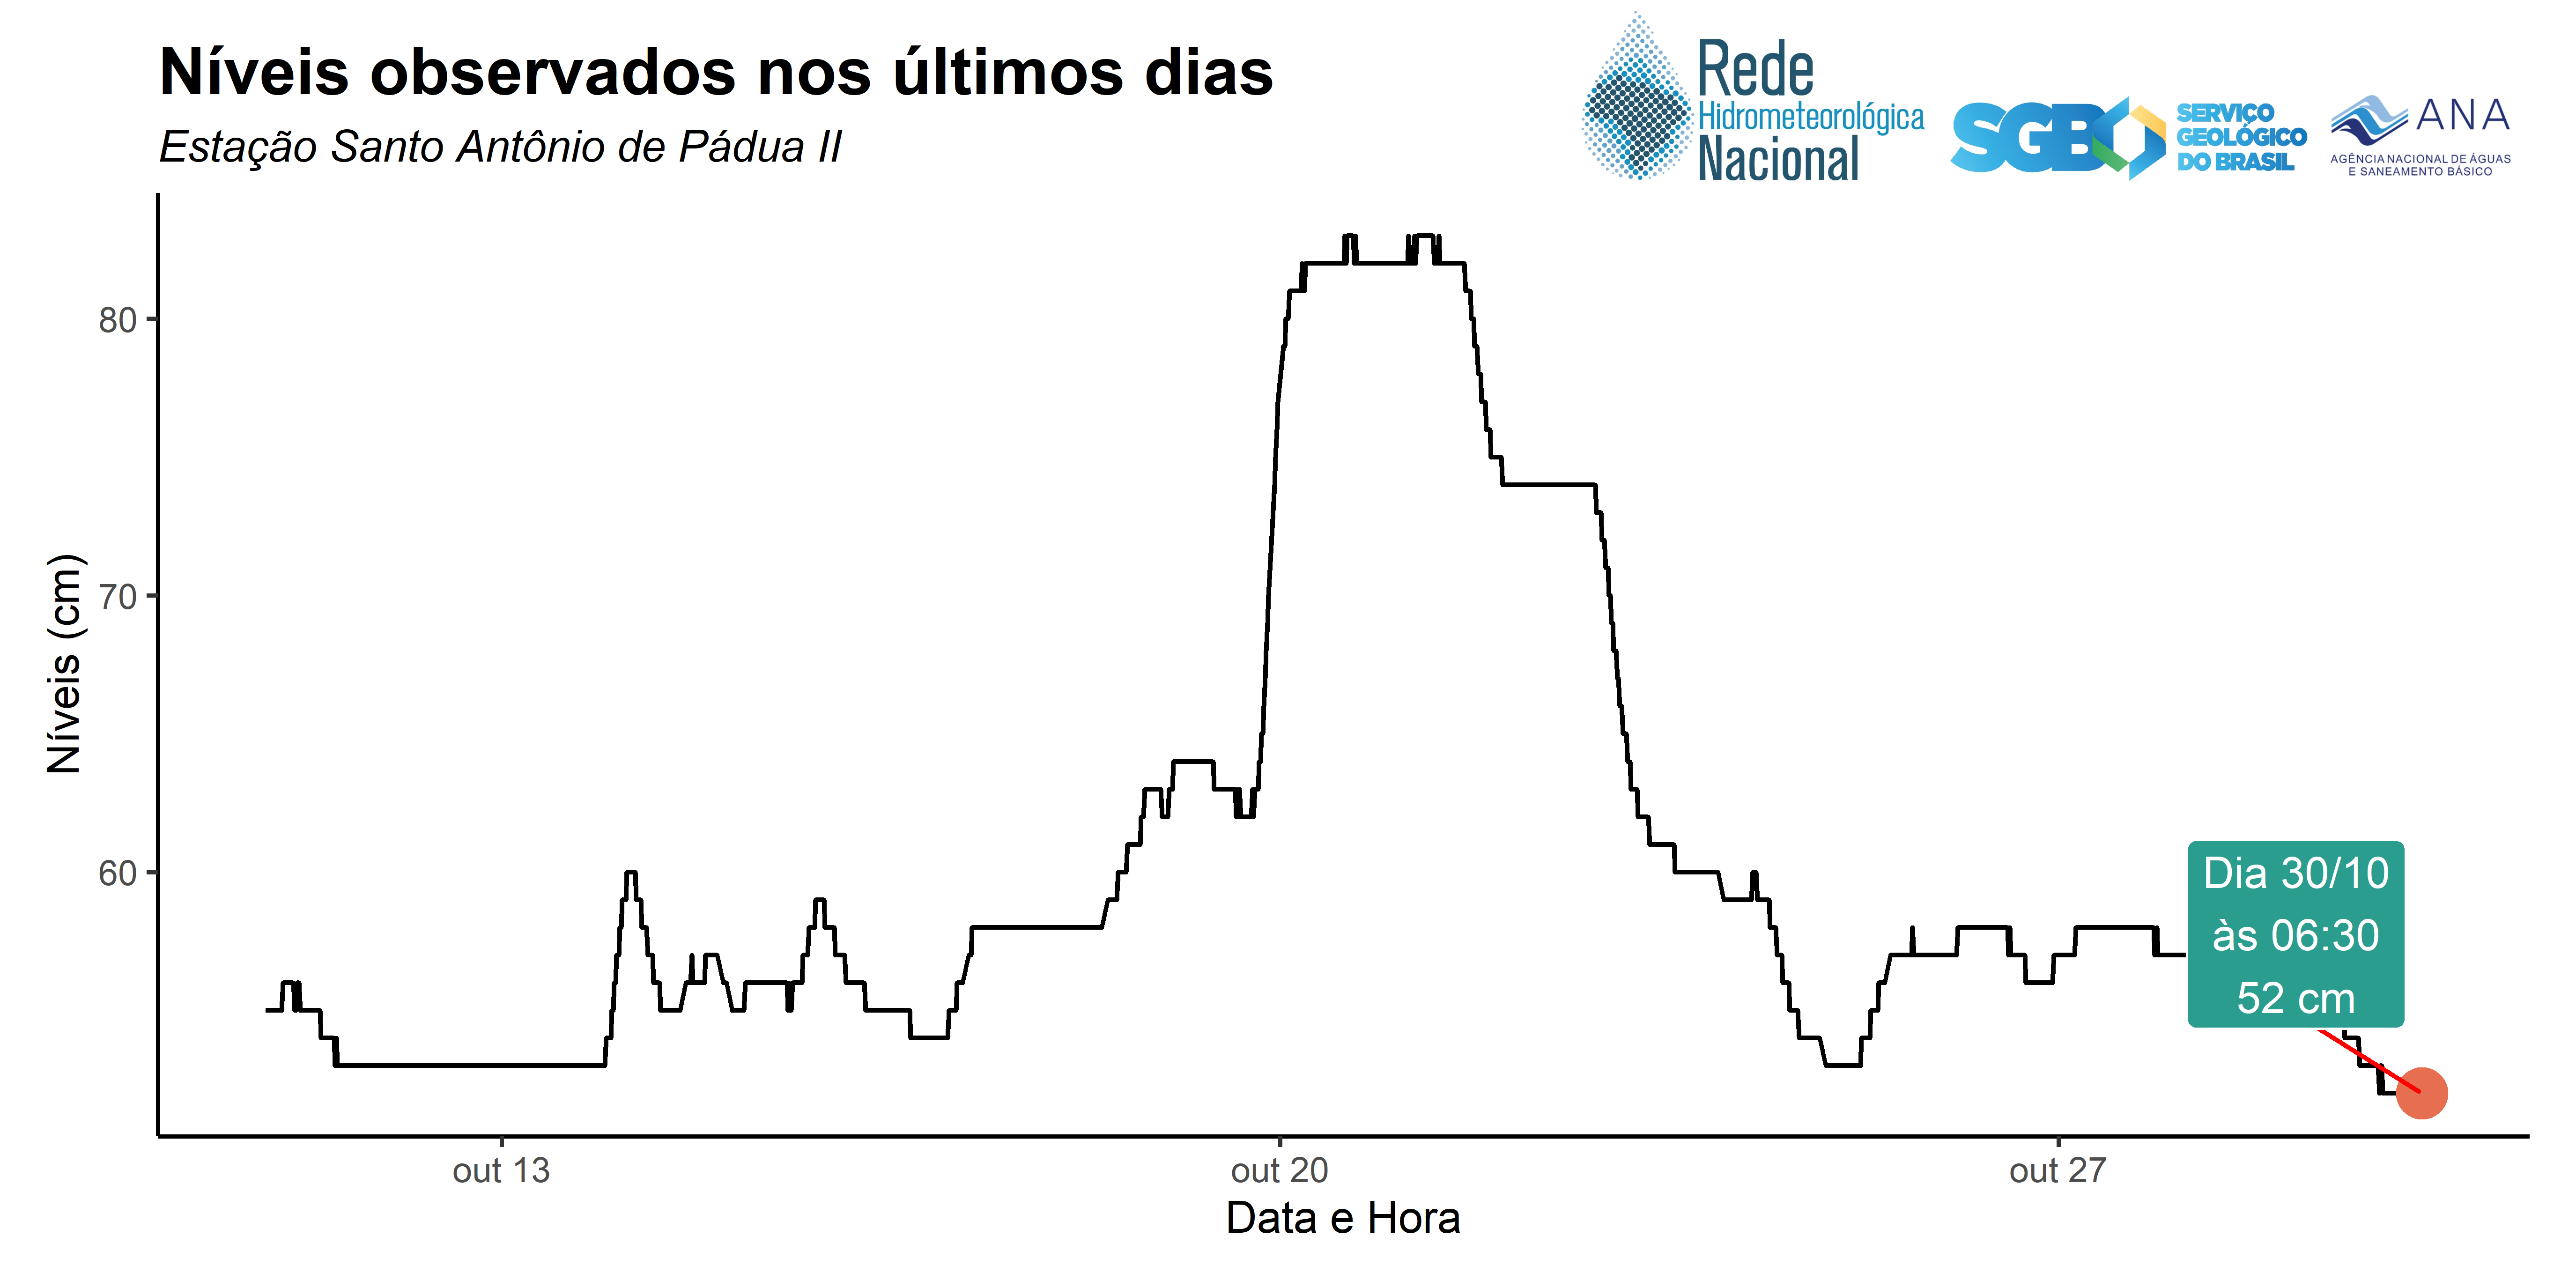 Níveis observados nos últimos dias
Estação Santo Antônio de Pádua II
Rede
Hidrometeorológica
Nacional
SGB
SERVIÇO
GEOLÓGICO
DO BRASIL
ANA
AGÊNCIA NACIONAL DE ÁGUAS
E SANEAMENTO BÁSICO
Níveis (cm)
80
70
60
Dia 30/10
às 06:30
52 cm
out 13
out 20
out 27
Data e Hora